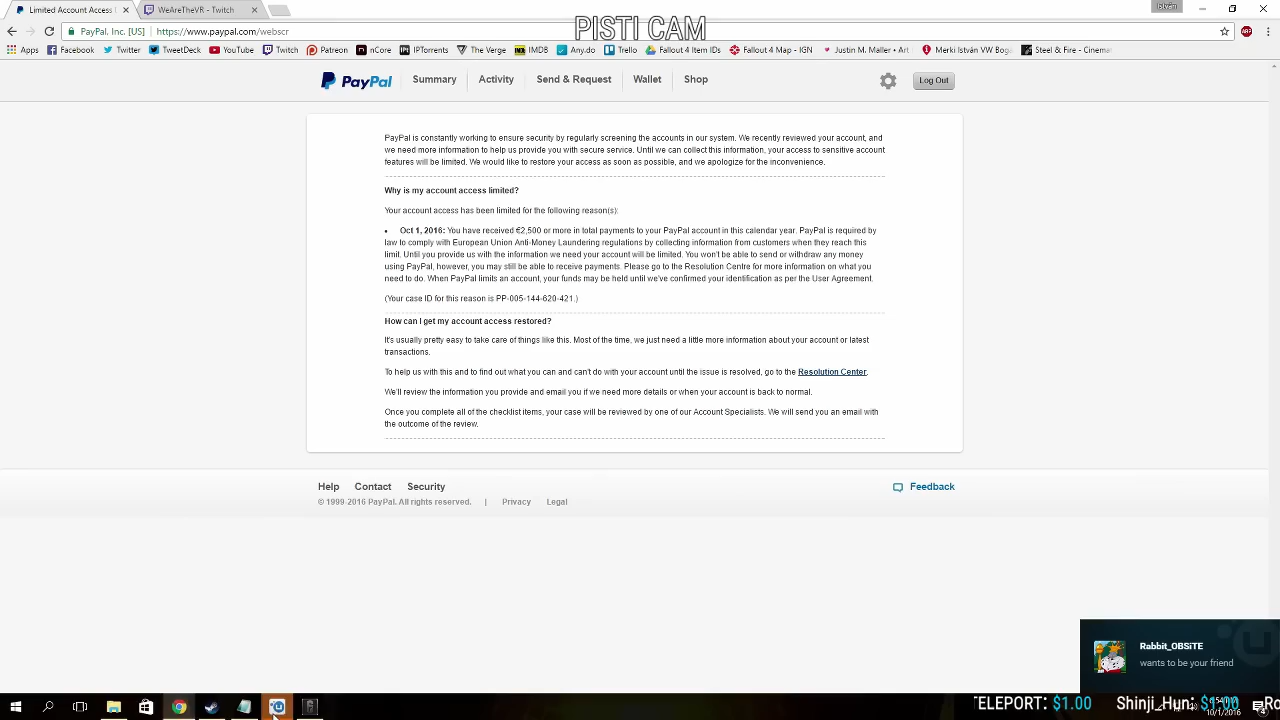 Limited Account Access
WeAreTheVR - Twitch
István
PISTI CAM
PayPal, Inc. [US]
https://www.paypal.com/webscr
Apps Facebook Twitter TweetDeck YouTube Twitch Patreon nCore IPTorrents The Verge IMDB Any.do Trello Fallout 4 Item IDs Fallout 4 Map - IGN Justin M. Maller • Art Merki István VW Bog Steel & Fire - Cinemat
PayPal
Summary Activity Send & Request Wallet Shop
Log Out
PayPal is constantly working to ensure security by regularly screening the accounts in our system. We recently reviewed your account, and
we need more information to help us provide you with secure service. Until we can collect this information, your access to sensitive account
features will be limited. We would like to restore your access as soon as possible, and we apologize for the inconvenience.
Why is my account access limited?
Your account access has been limited for the following reason(s):
• Oct 1, 2016: You have received €2,500 or more in total payments to your PayPal account in this calendar year. PayPal is required by
law to comply with European Union Anti-Money Laundering regulations by collecting information from customers when they reach this
limit. Until you provide us with the information we need your account will be limited. You won't be able to send or withdraw any money
using PayPal, however, you may still be able to receive payments. Please go to the Resolution Centre for more information on what you
need to do. When PayPal limits an account, your funds may be held until we've confirmed your identification as per the User Agreement.
(Your case ID for this reason is PP-005-144-620-421.)
How can I get my account access restored?
It's usually pretty easy to take care of things like this. Most of the time, we just need a little more information about your account or latest
transactions.
To help us with this and to find out what you can and can't do with your account until the issue is resolved, go to the Resolution Center.
We'll review the information you provide and email you if we need more details or when your account is back to normal.
Once you complete all of the checklist items, your case will be reviewed by one of our Account Specialists. We will send you an email with
the outcome of the review.
Help Contact Security
Feedback
© 1999-2016 PayPal. All rights reserved. | Privacy Legal
Rabbit_OBSiTE
wants to be your friend
TELEPORT: $1.00 Shinji_Hun: $1.00 Ro
10/1/2016